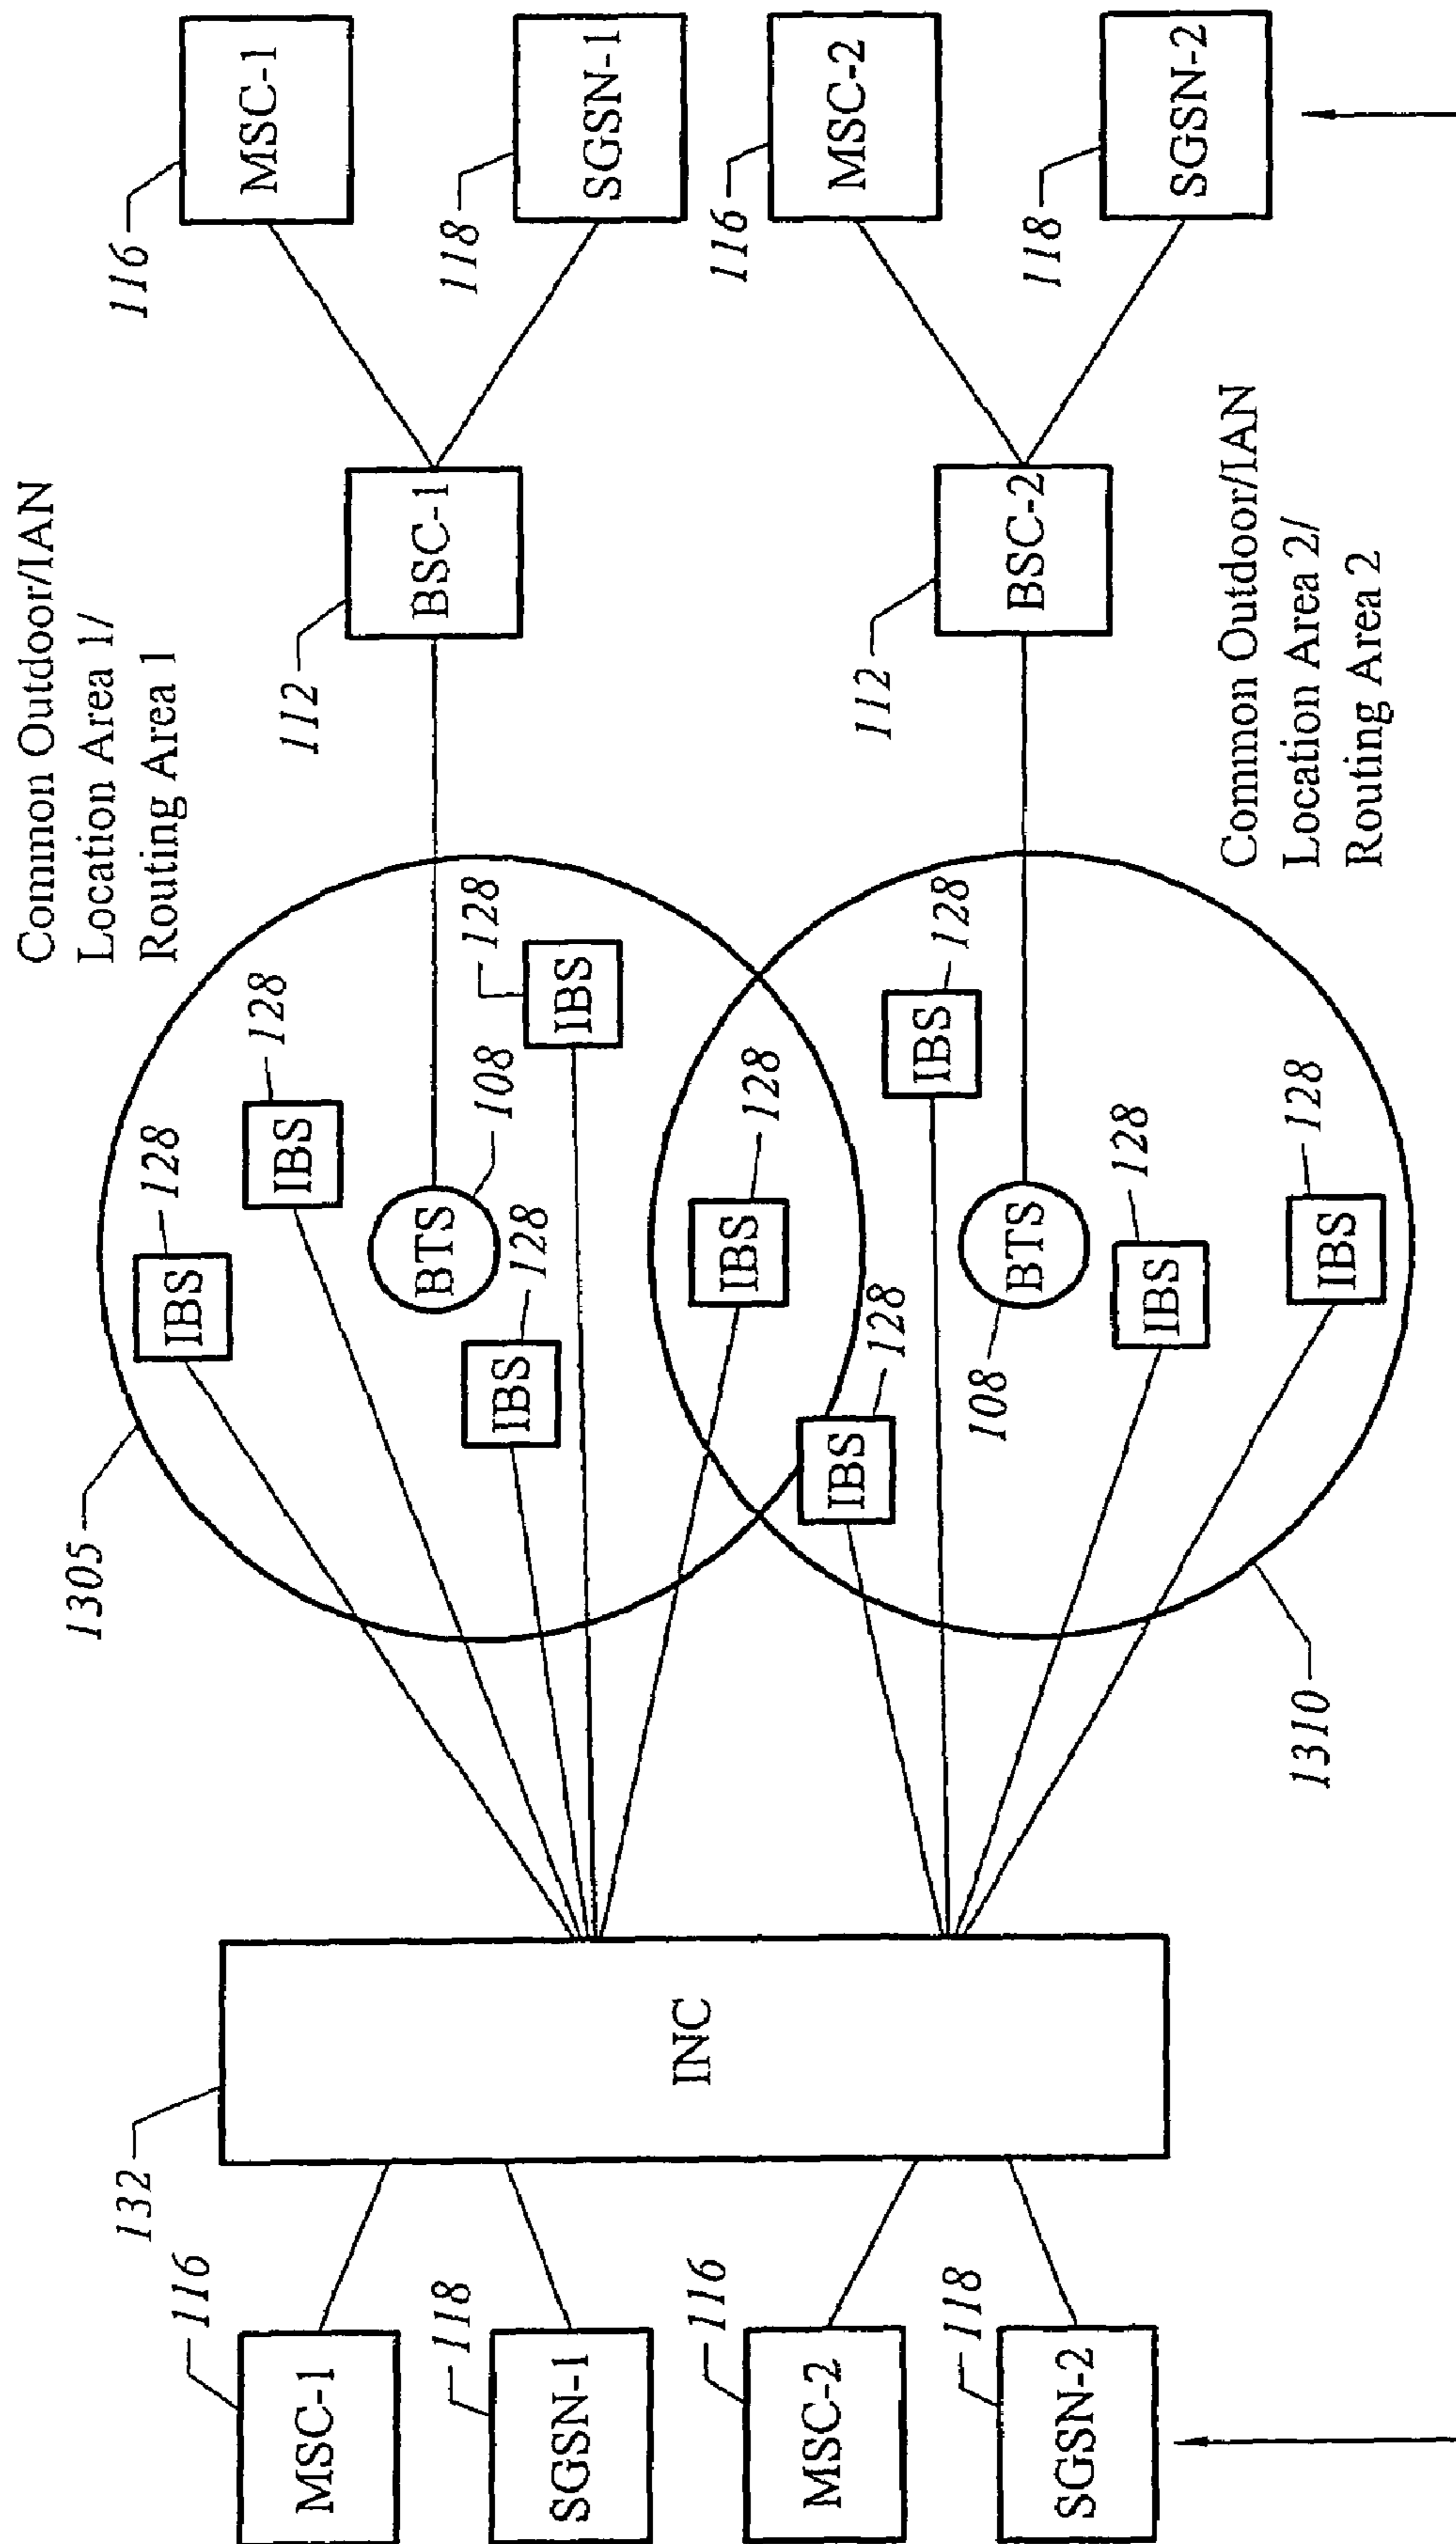 Common Outdoor/IAN
Location Area 1/
Routing Area 1
116
MSC-1
118
SGSN-1
116
MSC-2
118
SGSN-2
112
BSC-1
112
BSC-2
Common Outdoor/IAN
Location Area 2/
Routing Area 2
1305
128
IBS
128
IBS
128
IBS
108
BTS
128
IBS
128
IBS
128
IBS
128
IBS
108
BTS
128
IBS
128
IBS
1310
132
INC
116
MSC-1
118
SGSN-1
116
MSC-2
118
SGSN-2